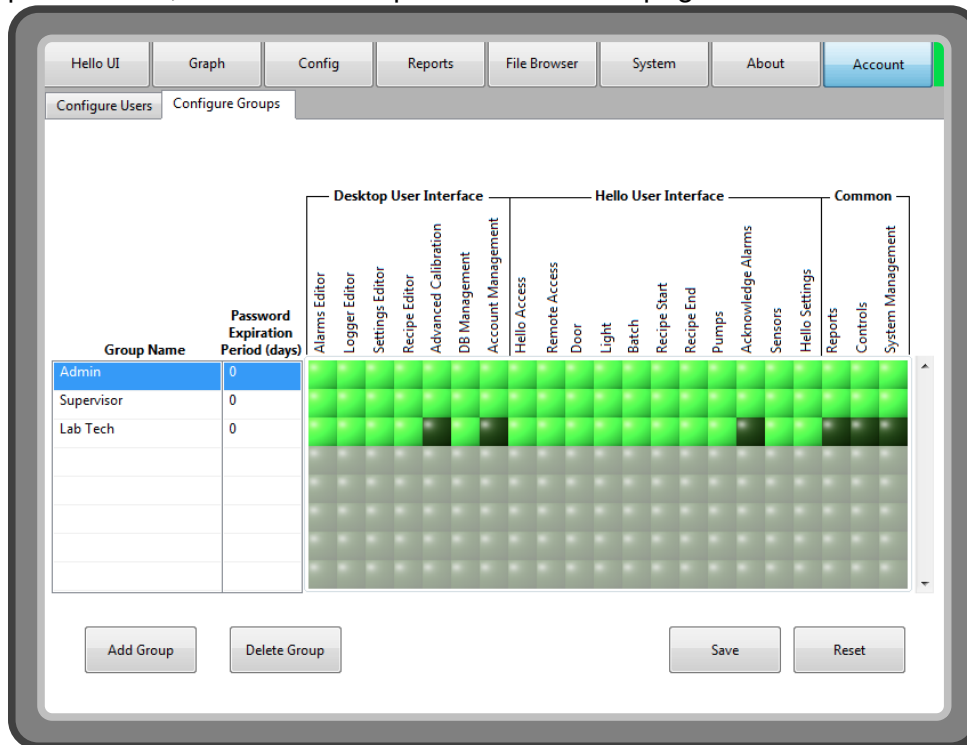 Hello UI
Graph
Config
Reports
File Browser
System
About
Account
Configure Users
Configure Groups
Desktop User Interface
Hello User Interface
Common
Group Name
Password
Expiration
Period (days)
Alarms Editor
Logger Editor
Settings Editor
Recipe Editor
Advanced Calibration
DB Management
Account Management
Hello Access
Remote Access
Door
Light
Batch
Recipe Start
Recipe End
Pumps
Acknowledge Alarms
Sensors
Hello Settings
Reports
Controls
System Management
Admin 0
Supervisor 0
Lab Tech 0
Add Group
Delete Group
Save
Reset